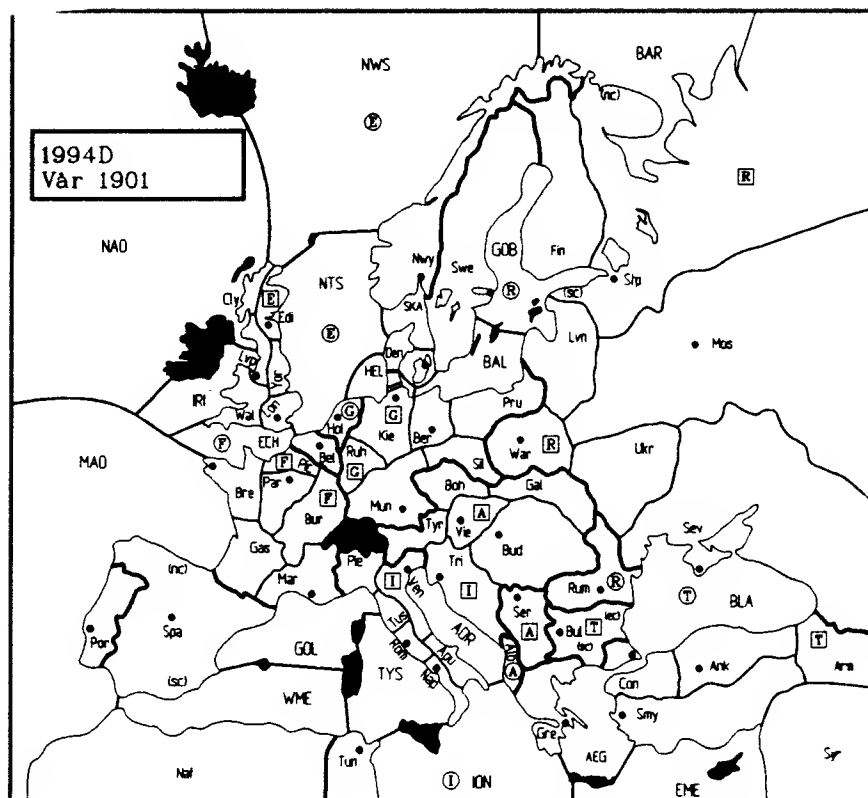 NWS
BAR
E
(nc)
1994D
Vår 1901
R
NAO
GOB
Fin
NTS
Nwy
Swe
Cly
E
SKA
R
(sc)
Stp
Edi
E
Mos
Den
Lvn
Lvp
Yor
HEL
BAL
IRI
Pru
Wal
Lon
Hol
G
G
Kie
Ber
War
R
Ukr
F
ECH
Bel
Ruh
Sil
MAO
F
Pic
G
Gal
Bre
Par
F
Mun
Boh
Bur
A
Sev
Tyr
Vie
Bud
Gas
Pie
Tri
Rum
R
(nc)
Mar
I
Ven
I
Ser
T
BLA
Por
Spa
TUS
ADR
Bul
(ec)
T
T
GOL
Rom
Apu
A
(sc)
Alb
Ank
Arm
(sc)
TYS
Nap
A
Con
WME
Smy
Gre
Naf
Tun
AEG
Syr
I
ION
EME